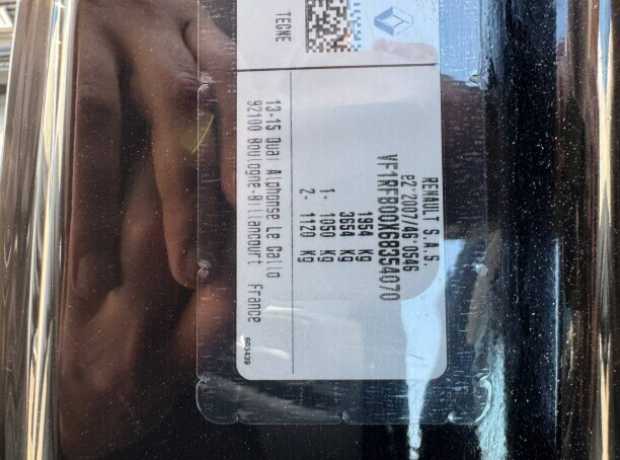 RENAULT S.A.S.
e2*2007/46*0546
VF1RFB00X68354070
1954 Kg
3654 Kg
1- 1050 Kg
2- 1120 Kg
13-15 Quai Alphonse Le Gallo
92100 Boulogne-Billancourt France
TECNE